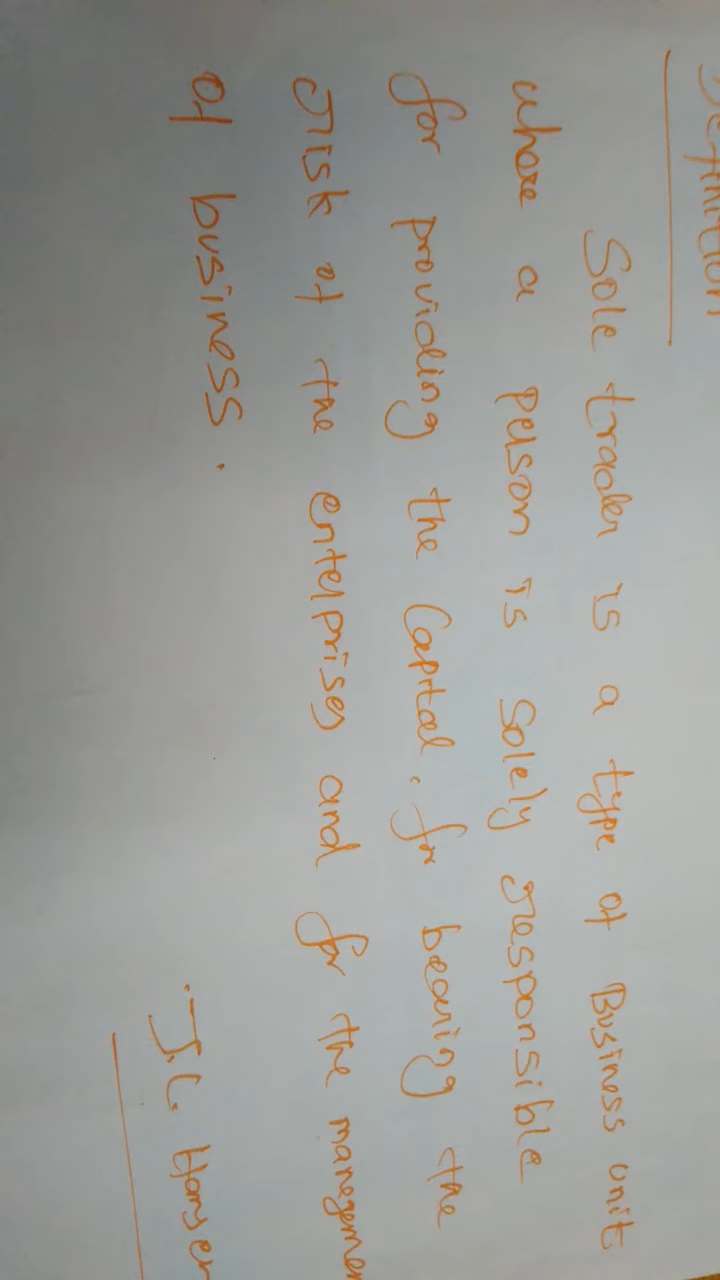 Definition
Sole trader is a type of Business unit
where a person is solely responsible
for providing the Capital, for bearing the
risk of the enterprises and for the management
of business.
J.C. Hansen